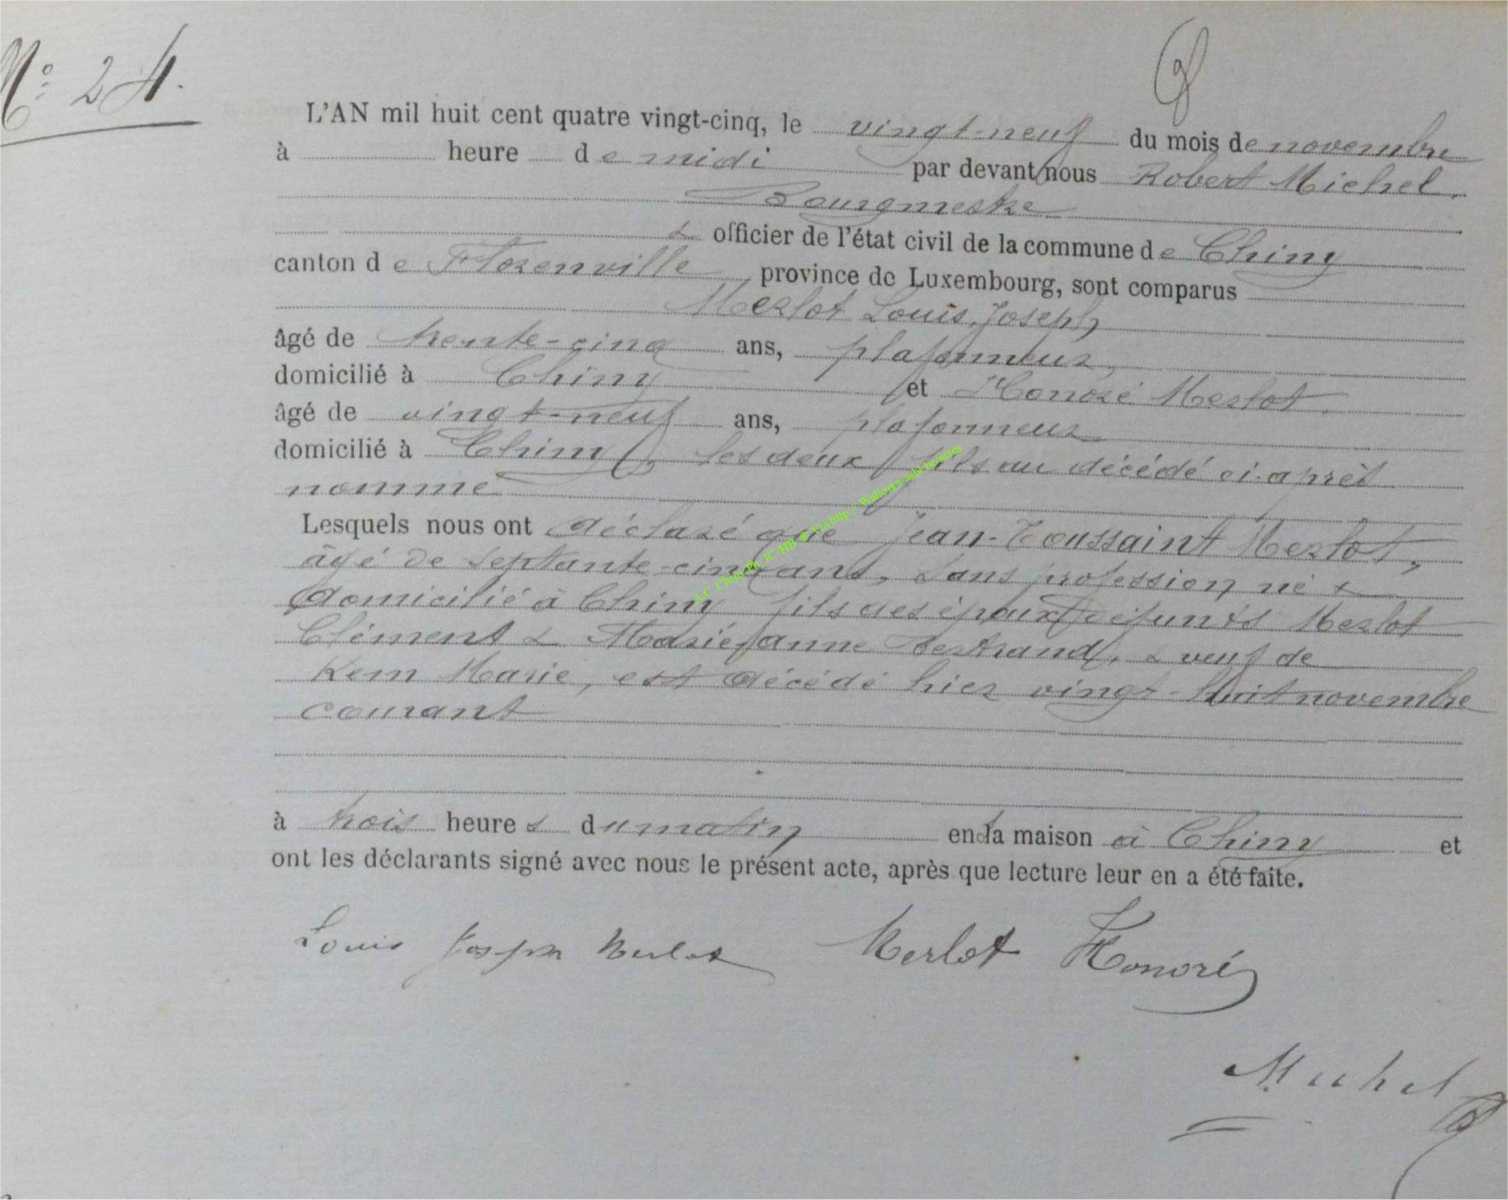 N° 24.
L'AN mil huit cent quatre vingt-cinq, le vingt-neuf du mois de novembre
à heure de midi par devant nous Robert Michel,
Bourgmestre
& officier de l'état civil de la commune de Chiny
canton de Florenville province de Luxembourg, sont comparus
Merlot Louis Joseph,
âgé de trente-cinq ans, plafonneur,
domicilié à Chiny et Honoré Merlot.
âgé de vingt-neuf ans, plafonneur
domicilié à Chiny, les deux fils au décédé ci-après
nommé
Lesquels nous ont déclaré que Jean-Toussaint Merlot,
âgé de septante-cinq ans, sans profession né &
domicilié à Chiny fils des époux défunts Merlot
Clément & Marie-anne Bertrand, & veuf de
Kem Marie, est décédé hier vingt-huit novembre
courant
à trois heures du matin en sa maison à Chiny et
ont les déclarants signé avec nous le présent acte, après que lecture leur en a été faite.
Louis Joseph Merlot Merlot Honoré
Michel